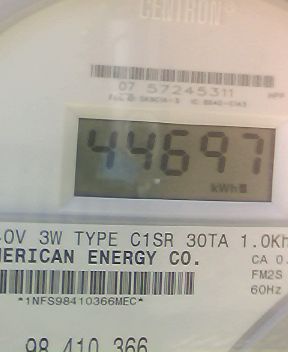 CENTRON®
07 57245311
44697
kWh
.0V 3W TYPE C1SR 30TA 1.0Kh
MERICAN ENERGY CO.
CA 0.
FM2S
60Hz
*1NFS98410366MEC*
98 410 366